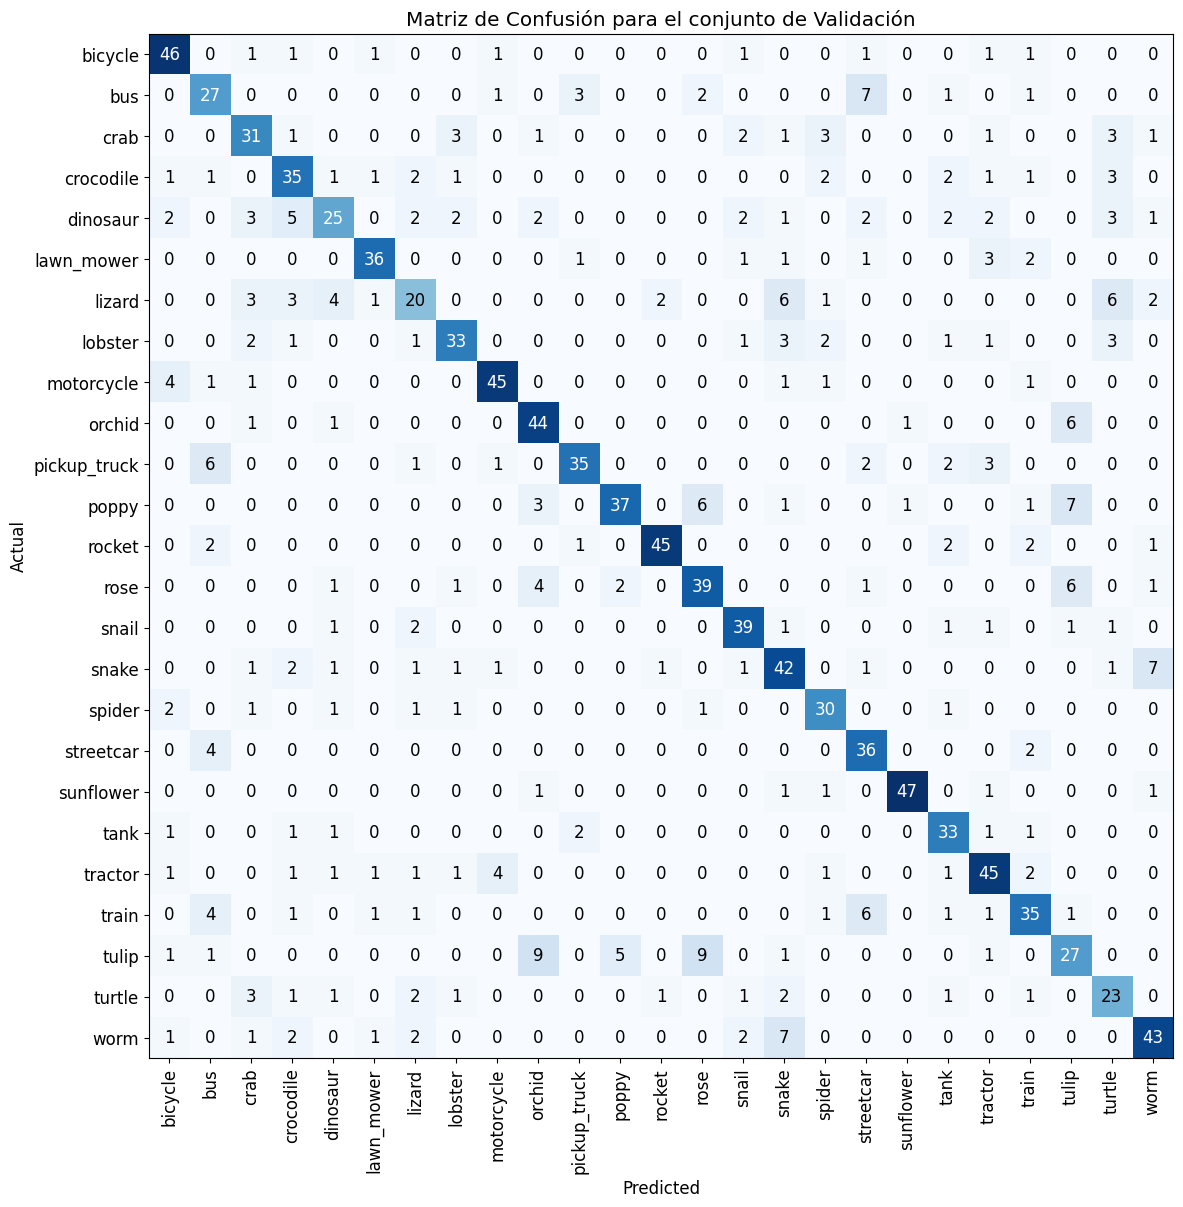 Matriz de Confusión para el conjunto de Validación
Actual
bicycle 46 0 1 1 0 1 0 0 1 0 0 0 0 0 1 0 0 1 0 0 1 1 0 0 0
bus 0 27 0 0 0 0 0 0 1 0 3 0 0 2 0 0 0 7 0 1 0 1 0 0 0
crab 0 0 31 1 0 0 0 3 0 1 0 0 0 0 2 1 3 0 0 0 1 0 0 3 1
crocodile 1 1 0 35 1 1 2 1 0 0 0 0 0 0 0 0 2 0 0 2 1 1 0 3 0
dinosaur 2 0 3 5 25 0 2 2 0 2 0 0 0 0 2 1 0 2 0 2 2 0 0 3 1
lawn_mower 0 0 0 0 0 36 0 0 0 0 1 0 0 0 1 1 0 1 0 0 3 2 0 0 0
lizard 0 0 3 3 4 1 20 0 0 0 0 0 2 0 0 6 1 0 0 0 0 0 0 6 2
lobster 0 0 2 1 0 0 1 33 0 0 0 0 0 0 1 3 2 0 0 1 1 0 0 3 0
motorcycle 4 1 1 0 0 0 0 0 45 0 0 0 0 0 0 1 1 0 0 0 0 1 0 0 0
orchid 0 0 1 0 1 0 0 0 0 44 0 0 0 0 0 0 0 0 1 0 0 0 6 0 0
pickup_truck 0 6 0 0 0 0 1 0 1 0 35 0 0 0 0 0 0 2 0 2 3 0 0 0 0
poppy 0 0 0 0 0 0 0 0 0 3 0 37 0 6 0 1 0 0 1 0 0 1 7 0 0
rocket 0 2 0 0 0 0 0 0 0 0 1 0 45 0 0 0 0 0 0 2 0 2 0 0 1
rose 0 0 0 0 1 0 0 1 0 4 0 2 0 39 0 0 0 1 0 0 0 0 6 0 1
snail 0 0 0 0 1 0 2 0 0 0 0 0 0 0 39 1 0 0 0 1 1 0 1 1 0
snake 0 0 1 2 1 0 1 1 1 0 0 0 1 0 1 42 0 1 0 0 0 0 0 1 7
spider 2 0 1 0 1 0 1 1 0 0 0 0 0 1 0 0 30 0 0 1 0 0 0 0 0
streetcar 0 4 0 0 0 0 0 0 0 0 0 0 0 0 0 0 0 36 0 0 0 2 0 0 0
sunflower 0 0 0 0 0 0 0 0 0 1 0 0 0 0 0 1 1 0 47 0 1 0 0 0 1
tank 1 0 0 1 1 0 0 0 0 0 2 0 0 0 0 0 0 0 0 33 1 1 0 0 0
tractor 1 0 0 1 1 1 1 1 4 0 0 0 0 0 0 0 1 0 0 1 45 2 0 0 0
train 0 4 0 1 0 1 1 0 0 0 0 0 0 0 0 0 1 6 0 1 1 35 1 0 0
tulip 1 1 0 0 0 0 0 0 0 9 0 5 0 9 0 1 0 0 0 0 1 0 27 0 0
turtle 0 0 3 1 1 0 2 1 0 0 0 0 1 0 1 2 0 0 0 1 0 1 0 23 0
worm 1 0 1 2 0 1 2 0 0 0 0 0 0 0 2 7 0 0 0 0 0 0 0 0 43
bicycle bus crab crocodile dinosaur lawn_mower lizard lobster motorcycle orchid pickup_truck poppy rocket rose snail snake spider streetcar sunflower tank tractor train tulip turtle worm
Predicted